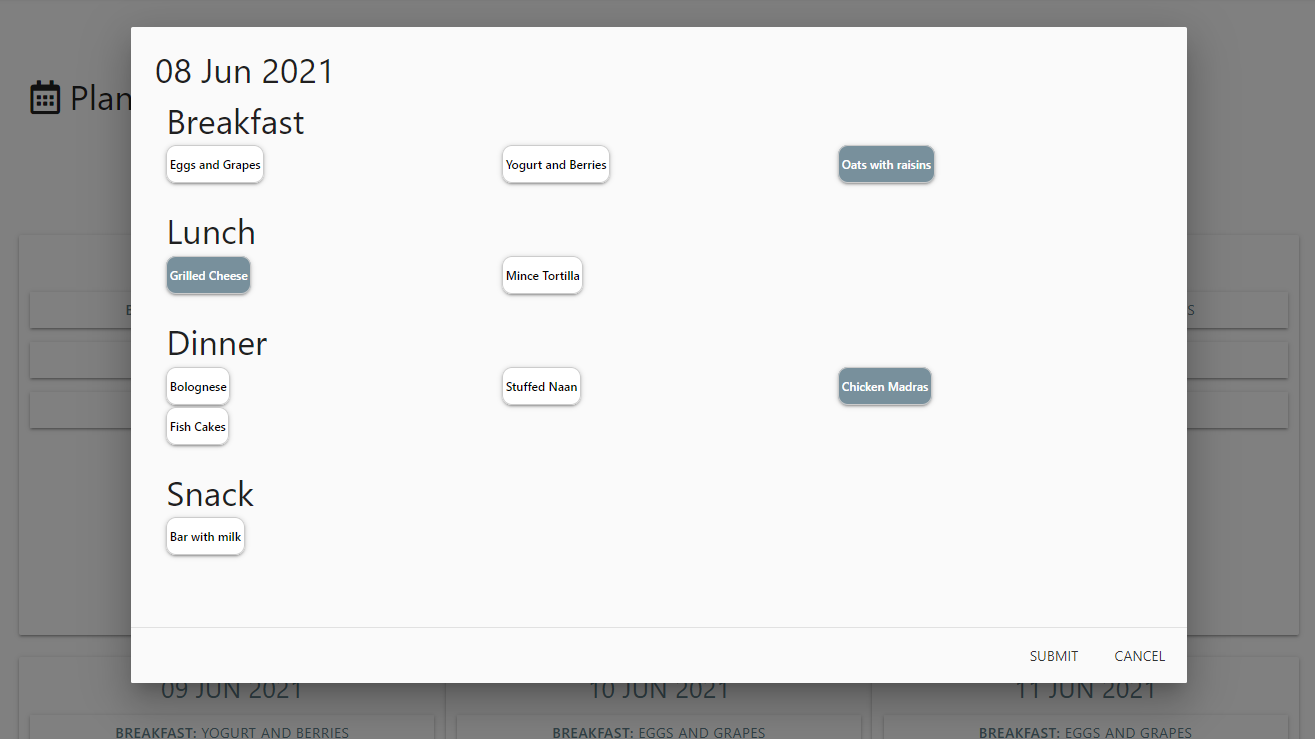 08 Jun 2021
Plan
Breakfast
Eggs and Grapes Yogurt and Berries Oats with raisins
Lunch
Grilled Cheese Mince Tortilla
Dinner
Bolognese Stuffed Naan Chicken Madras
Fish Cakes
Snack
Bar with milk
SUBMIT CANCEL
09 JUN 2021 10 JUN 2021 11 JUN 2021
BREAKFAST: YOGURT AND BERRIES BREAKFAST: EGGS AND GRAPES BREAKFAST: EGGS AND GRAPES